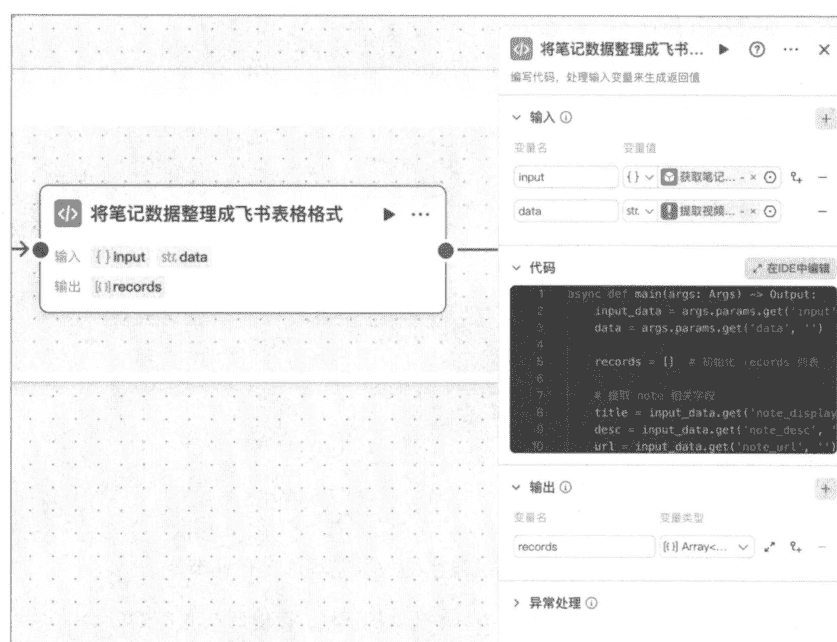 将笔记数据整理成飞书表格格式
输入 { } input str. data
输出 [{ }] records
将笔记数据整理成飞书...
编写代码，处理输入变量来生成返回值
输入
变量名 变量值
input { } 获取笔记... - ×
data str. 提取视频... - ×
代码 在IDE中编辑
1 async def main(args: Args) -> Output:
2 input_data = args.params.get('input'
3 data = args.params.get('data', '')
4
5 records = [] # 初始化 records 列表
6
7 # 提取 note 相关字段
8 title = input_data.get('note_display
9 desc = input_data.get('note_desc', '
10 url = input_data.get('note_url', '')
输出
变量名 变量类型
records [{ }] Array<...
异常处理